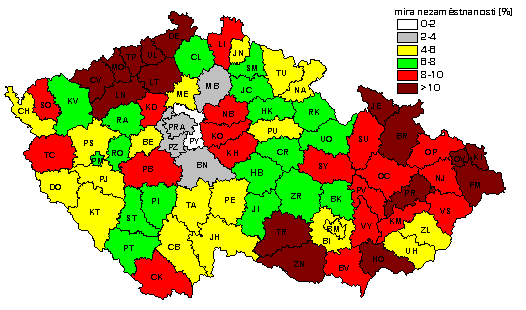 míra nezaměstnanosti [%]
0-2
2-4
4-6
6-8
8-10
>10
LI
DC
UL
TP
JN
MO
CL
SM
TU
CV
LT
MB
JC
NA
LN
ME
KV
SO
CH
KD
NB
HK
RK
RA
PRA
PY
KO
PU
UO
SU
BR
OP
BE
PZ
PS
RO
TC
PM
KH
CR
SY
BN
PB
OC
NJ
FM
HB
PJ
DO
PI
TA
PE
ZR
BK
PV
PR
KT
ST
JI
VY
KM
VS
TR
BM
BI
ZL
PT
CB
JH
UH
HO
ZN
BV
CK